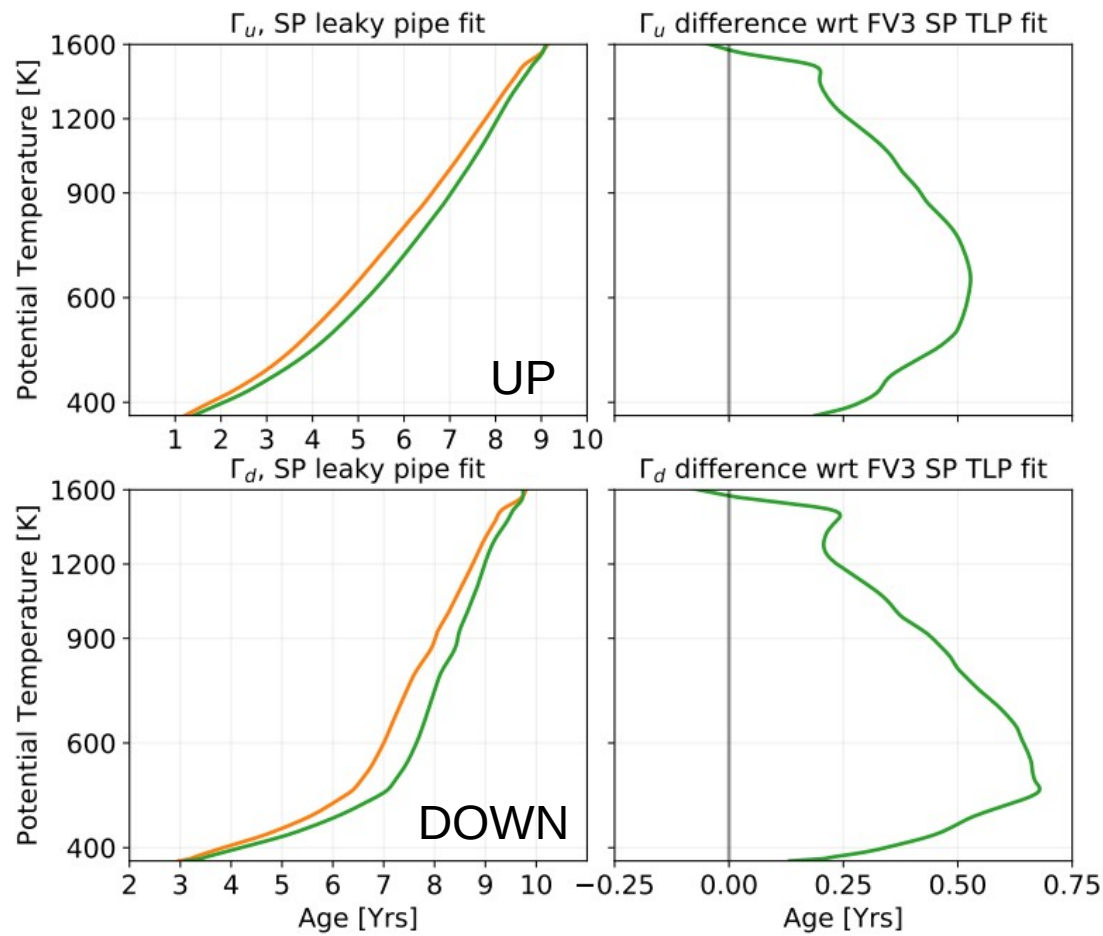 Γu, SP leaky pipe fit
Γu difference wrt FV3 SP TLP fit
Potential Temperature [K]
1600
1200
900
600
400
UP
1 2 3 4 5 6 7 8 9 10
Γd, SP leaky pipe fit
Γd difference wrt FV3 SP TLP fit
Potential Temperature [K]
1600
1200
900
600
400
DOWN
2 3 4 5 6 7 8 9 10
−0.25 0.00 0.25 0.50 0.75
Age [Yrs]
Age [Yrs]